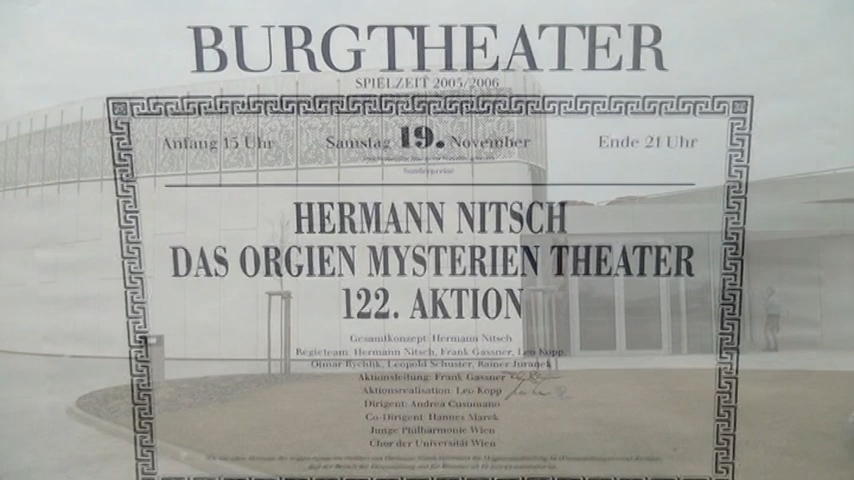 BURGTHEATER
SPIELZEIT 2005/2006
Anfang 15 Uhr Samstag 19. November Ende 21 Uhr
Sonderpreise
HERMANN NITSCH
DAS ORGIEN MYSTERIEN THEATER
122. AKTION
Gesamtkonzept: Hermann Nitsch
Regieteam: Hermann Nitsch, Frank Gassner, Leo Kopp,
Otmar Rychlik, Leopold Schuster, Rainer Juranek
Aktionsleitung: Frank Gassner
Aktionsrealisation: Leo Kopp
Dirigent: Andrea Cusumano
Co-Dirigent: Hannes Marek
Junge Philharmonie Wien
Chor der Universität Wien